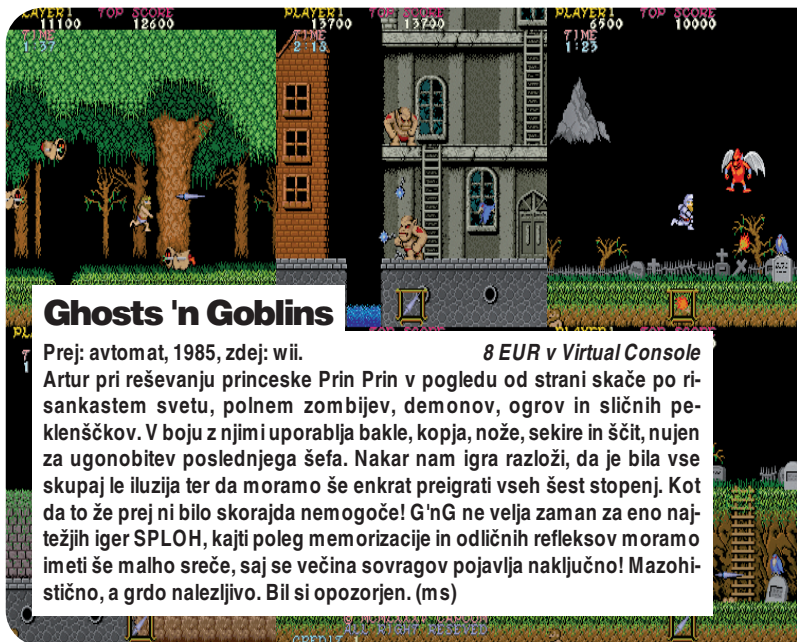 PLAYER1 TOP SCORE
11100 12600
TIME
1:37
PLAYER1 TOP SCORE
13700 13700
TIME
2:18
PLAYER1 TOP SCORE
6500 10000
TIME
1:23
Ghosts 'n Goblins
Prej: avtomat, 1985, zdej: wii. 8 EUR v Virtual Console
Artur pri reševanju princeske Prin Prin v pogledu od strani skače po ri-
sankastem svetu, polnem zombijev, demonov, ogrov in sličnih pe-
klenščkov. V boju z njimi uporablja bakle, kopja, nože, sekire in ščit, nujen
za ugonobitev poslednjega šefa. Nakar nam igra razloži, da je bila vse
skupaj le iluzija ter da moramo še enkrat preigrati vseh šest stopenj. Kot
da to že prej ni bilo skorajda nemogoče! G'nG ne velja zaman za eno naj-
težjih iger SPLOH, kajti poleg memorizacije in odličnih refleksov moramo
imeti še malho sreče, saj se večina sovragov pojavlja naključno! Mazohi-
stično, a grdo nalezljivo. Bil si opozorjen. (ms)
ALL RIGHT RESEVED